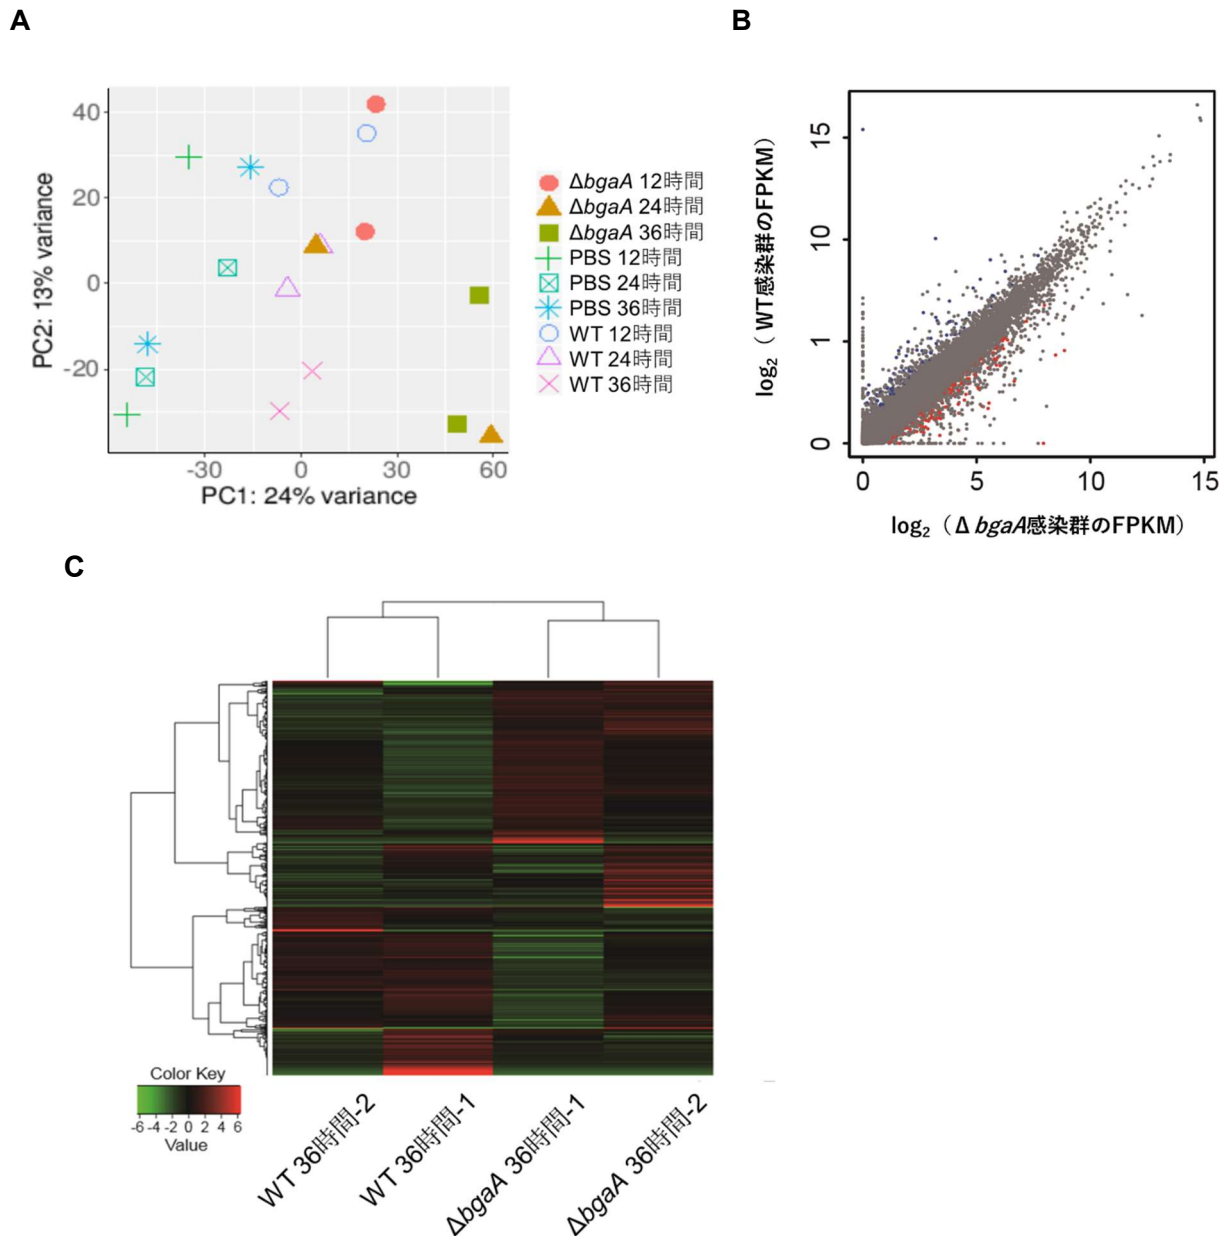 A
B
40
20
0
-20
PC2: 13% variance
-30
0
30
60
PC1: 24% variance
ΔbgaA 12時間
ΔbgaA 24時間
ΔbgaA 36時間
PBS 12時間
PBS 24時間
PBS 36時間
WT 12時間
WT 24時間
WT 36時間
log₂（WT感染群のFPKM）
15
10
1
0
0
5
10
15
log₂（ΔbgaA感染群のFPKM）
C
Color Key
-6 -4 -2 0 2 4 6
Value
WT 36時間-2
WT 36時間-1
ΔbgaA 36時間-1
ΔbgaA 36時間-2